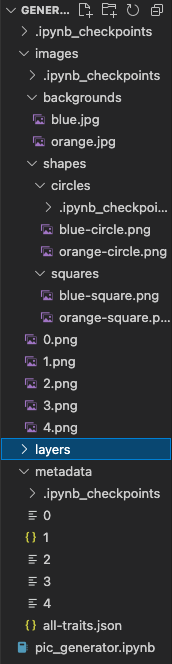 GENER...
.ipynb_checkpoints
images
.ipynb_checkpoints
backgrounds
blue.jpg
orange.jpg
shapes
circles
.ipynb_checkpoi...
blue-circle.png
orange-circle.png
squares
blue-square.png
orange-square.p...
0.png
1.png
2.png
3.png
4.png
layers
metadata
.ipynb_checkpoints
0
{} 1
2
3
4
{} all-traits.json
pic_generator.ipynb